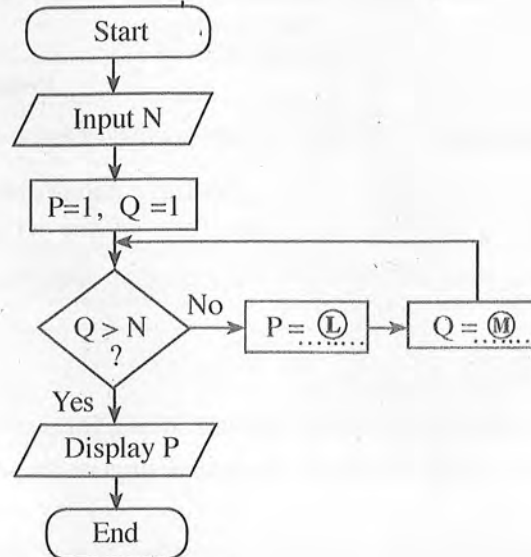 Start
Input N
P=1, Q =1
Q > N
?
No
P = Ⓛ
Q = Ⓜ
Yes
Display P
End